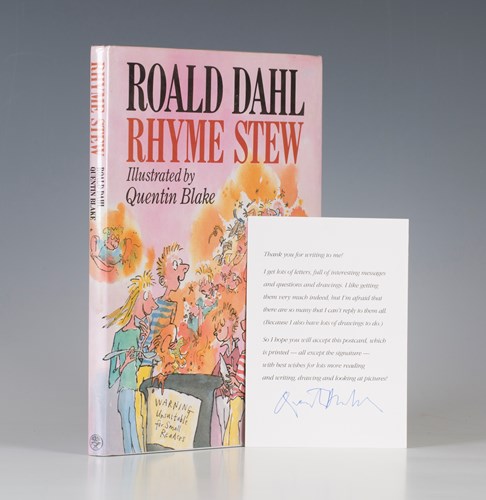 ROALD DAHL
RHYME STEW
Illustrated by
Quentin Blake
WARNING
Unsuitable
for Small
Readers
RHYME STEW
ROALD DAHL
QUENTIN BLAKE
Thank you for writing to me!
I get lots of letters, full of interesting messages
and questions and drawings. I like getting
them very much indeed, but I'm afraid that
there are so many that I can't reply to them all.
(Because I also have lots of drawings to do.)
So I hope you will accept this postcard, which
is printed — all except the signature —
with best wishes for lots more reading
and writing, drawing and looking at pictures!
Quentin Blake